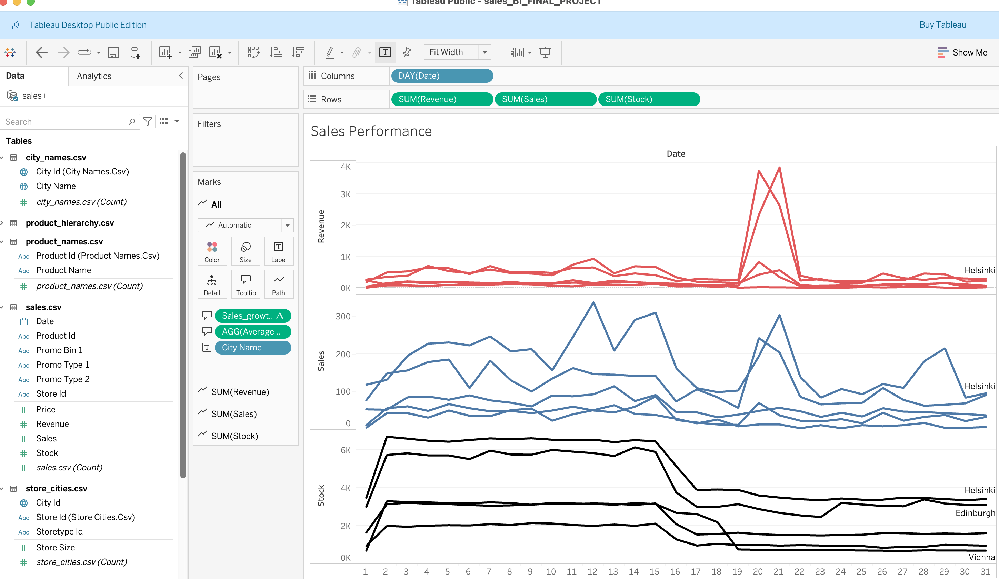 Tableau Public - sales_BI_FINAL_PROJECT
Tableau Desktop Public Edition
Buy Tableau
Fit Width
Show Me
Data
Analytics
sales+
Search
Tables
city_names.csv
City Id (City Names.Csv)
City Name
city_names.csv (Count)
product_hierarchy.csv
product_names.csv
Abc Product Id (Product Names.Csv)
Abc Product Name
product_names.csv (Count)
sales.csv
Date
Abc Product Id
Abc Promo Bin 1
Abc Promo Type 1
Abc Promo Type 2
Abc Store Id
Price
Revenue
Sales
Stock
sales.csv (Count)
store_cities.csv
City Id
Abc Store Id (Store Cities.Csv)
Abc Storetype Id
Store Size
store_cities.csv (Count)
Pages
Filters
Marks
All
Automatic
Color
Size
Label
Detail
Tooltip
Path
Sales_growt..
AGG(Average ..
City Name
SUM(Revenue)
SUM(Sales)
SUM(Stock)
Columns
DAY(Date)
Rows
SUM(Revenue)
SUM(Sales)
SUM(Stock)
Sales Performance
Date
Revenue
4K
3K
2K
1K
0K
Helsinki
Sales
300
200
100
0
Helsinki
Stock
6K
4K
2K
0K
Helsinki
Edinburgh
Vienna
1 2 3 4 5 6 7 8 9 10 11 12 13 14 15 16 17 18 19 20 21 22 23 24 25 26 27 28 29 30 31